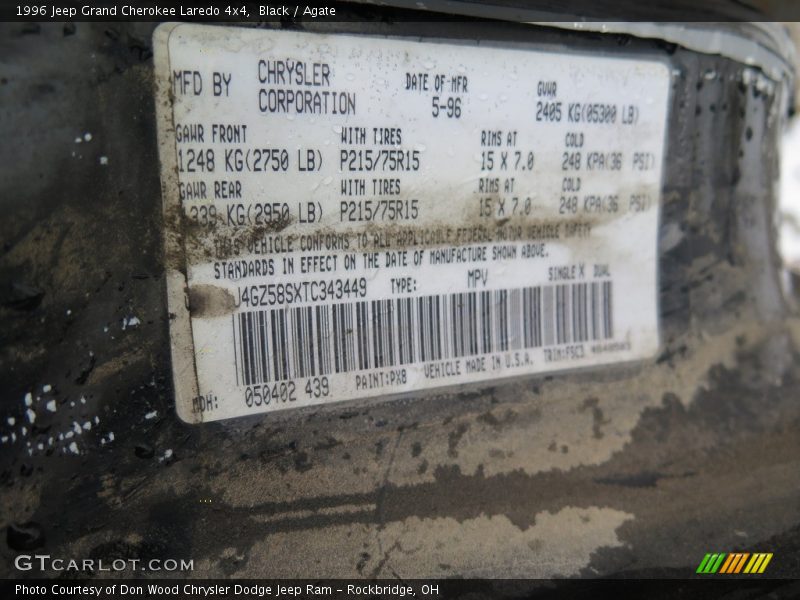 1996 Jeep Grand Cherokee Laredo 4x4, Black / Agate
MFD BY CHRYSLER CORPORATION DATE OF MFR 5-96 GVWR 2405 KG(05300 LB)
GAWR FRONT WITH TIRES RIMS AT COLD
1248 KG(2750 LB) P215/75R15 15 X 7.0 248 KPA(36 PSI)
GAWR REAR WITH TIRES RIMS AT COLD
1339 KG(2950 LB) P215/75R15 15 X 7.0 248 KPA(36 PSI)
THIS VEHICLE CONFORMS TO ALL APPLICABLE FEDERAL MOTOR VEHICLE SAFETY
STANDARDS IN EFFECT ON THE DATE OF MANUFACTURE SHOWN ABOVE.
J4GZ58SXTC343449 TYPE: MPV SINGLE X DUAL
MDH: 050402 439 PAINT:PX8 VEHICLE MADE IN U.S.A. TRIM:FSC3
GTCARLOT.COM
Photo Courtesy of Don Wood Chrysler Dodge Jeep Ram – Rockbridge, OH